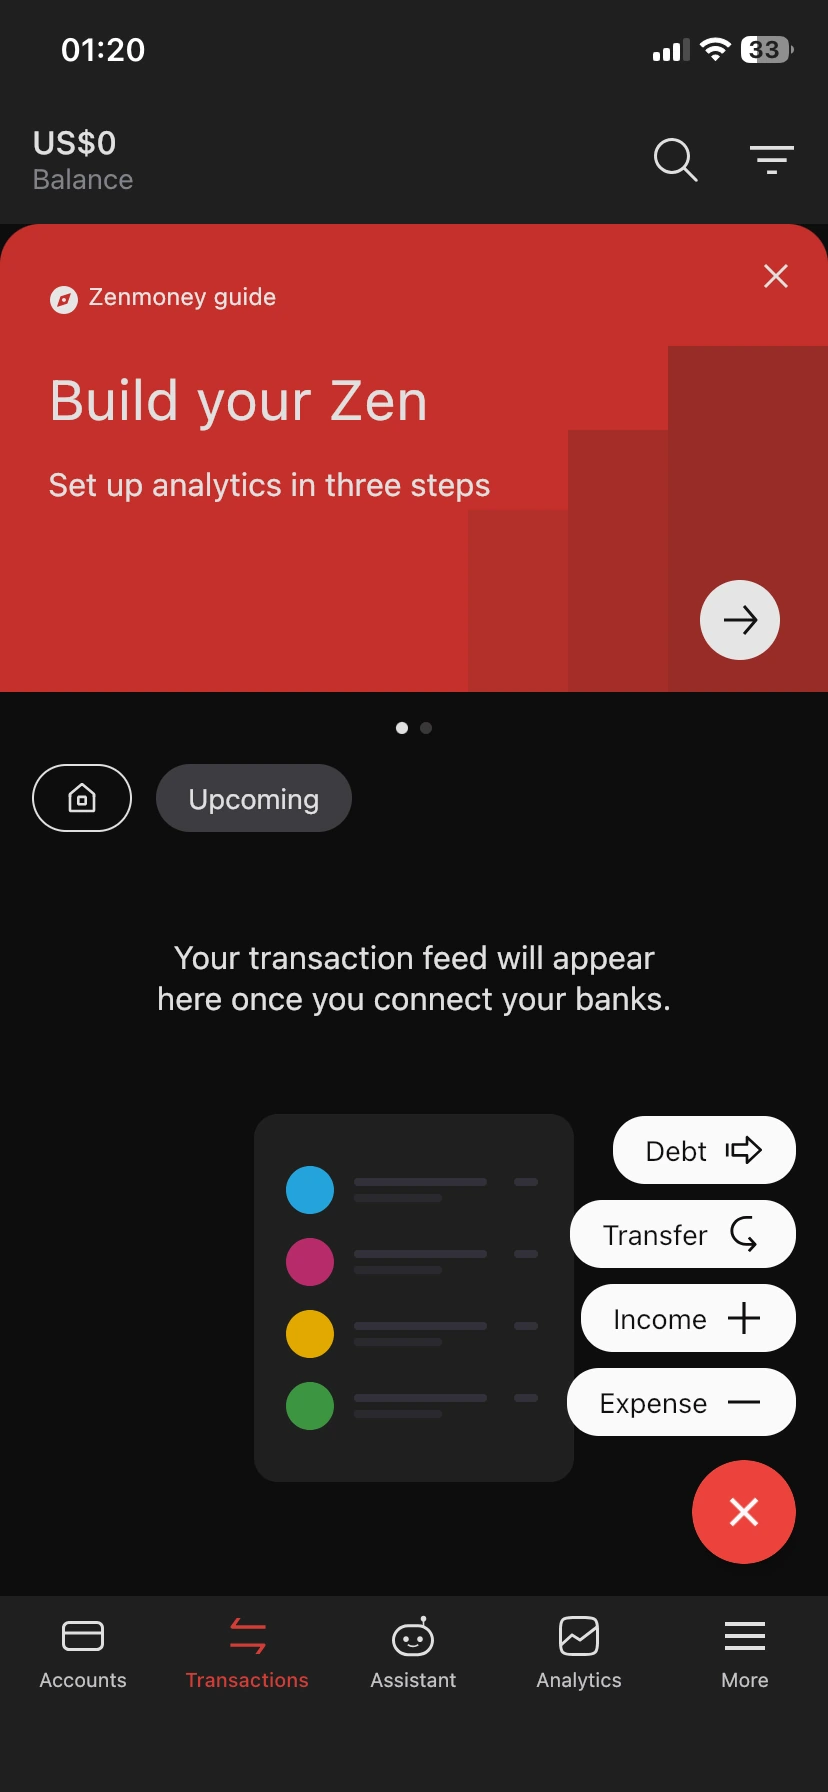 01:20
33
US$0
Balance
Zenmoney guide
Build your Zen
Set up analytics in three steps
Upcoming
Your transaction feed will appear
here once you connect your banks.
Debt
Transfer
Income
Expense
Accounts
Transactions
Assistant
Analytics
More